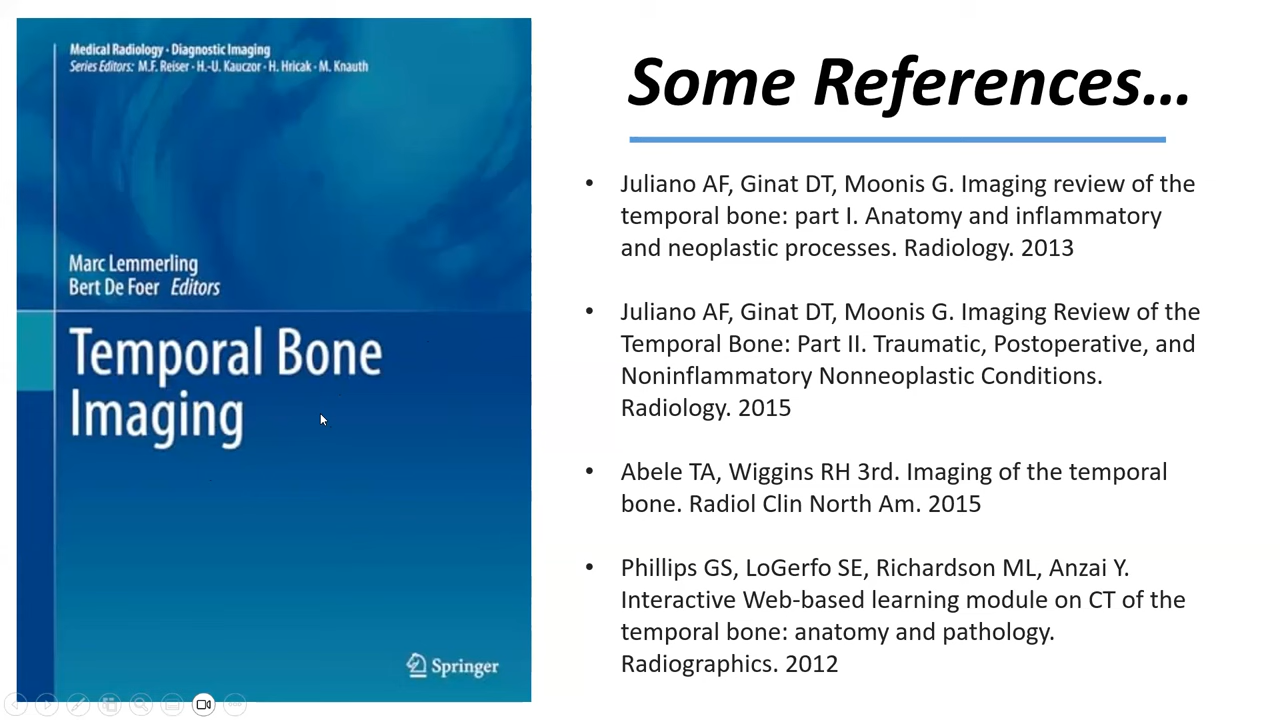 Medical Radiology · Diagnostic Imaging
Series Editors: M.F. Reiser · H.-U. Kauczor · H. Hricak · M. Knauth
Marc Lemmerling
Bert De Foer Editors
Temporal Bone
Imaging
Springer
Some References...
• Juliano AF, Ginat DT, Moonis G. Imaging review of the
temporal bone: part I. Anatomy and inflammatory
and neoplastic processes. Radiology. 2013
• Juliano AF, Ginat DT, Moonis G. Imaging Review of the
Temporal Bone: Part II. Traumatic, Postoperative, and
Noninflammatory Nonneoplastic Conditions.
Radiology. 2015
• Abele TA, Wiggins RH 3rd. Imaging of the temporal
bone. Radiol Clin North Am. 2015
• Phillips GS, LoGerfo SE, Richardson ML, Anzai Y.
Interactive Web-based learning module on CT of the
temporal bone: anatomy and pathology.
Radiographics. 2012